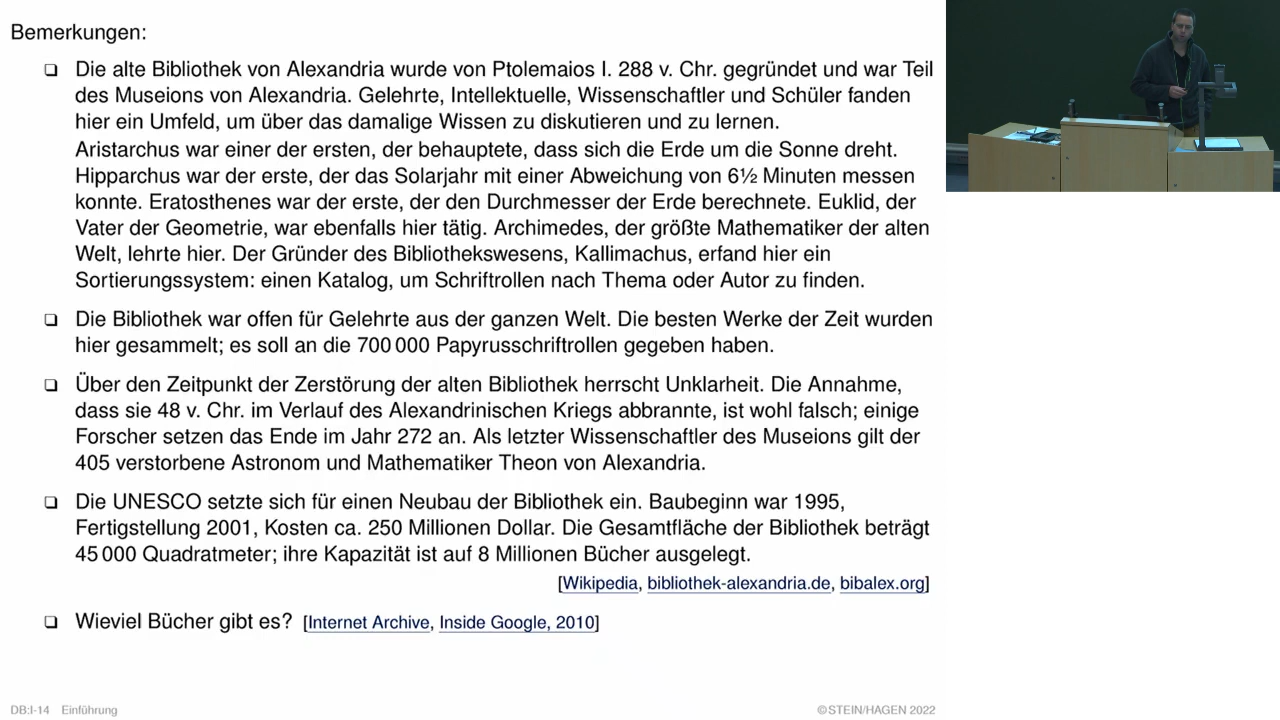 Bemerkungen:
❑ Die alte Bibliothek von Alexandria wurde von Ptolemaios I. 288 v. Chr. gegründet und war Teil
des Museions von Alexandria. Gelehrte, Intellektuelle, Wissenschaftler und Schüler fanden
hier ein Umfeld, um über das damalige Wissen zu diskutieren und zu lernen.
Aristarchus war einer der ersten, der behauptete, dass sich die Erde um die Sonne dreht.
Hipparchus war der erste, der das Solarjahr mit einer Abweichung von 6½ Minuten messen
konnte. Eratosthenes war der erste, der den Durchmesser der Erde berechnete. Euklid, der
Vater der Geometrie, war ebenfalls hier tätig. Archimedes, der größte Mathematiker der alten
Welt, lehrte hier. Der Gründer des Bibliothekswesens, Kallimachus, erfand hier ein
Sortierungssystem: einen Katalog, um Schriftrollen nach Thema oder Autor zu finden.
❑ Die Bibliothek war offen für Gelehrte aus der ganzen Welt. Die besten Werke der Zeit wurden
hier gesammelt; es soll an die 700 000 Papyrusschriftrollen gegeben haben.
❑ Über den Zeitpunkt der Zerstörung der alten Bibliothek herrscht Unklarheit. Die Annahme,
dass sie 48 v. Chr. im Verlauf des Alexandrinischen Kriegs abbrannte, ist wohl falsch; einige
Forscher setzen das Ende im Jahr 272 an. Als letzter Wissenschaftler des Museions gilt der
405 verstorbene Astronom und Mathematiker Theon von Alexandria.
❑ Die UNESCO setzte sich für einen Neubau der Bibliothek ein. Baubeginn war 1995,
Fertigstellung 2001, Kosten ca. 250 Millionen Dollar. Die Gesamtfläche der Bibliothek beträgt
45 000 Quadratmeter; ihre Kapazität ist auf 8 Millionen Bücher ausgelegt.
[Wikipedia, bibliothek-alexandria.de, bibalex.org]
❑ Wieviel Bücher gibt es? [Internet Archive, Inside Google, 2010]
DB:I-14 Einführung
©STEIN/HAGEN 2022